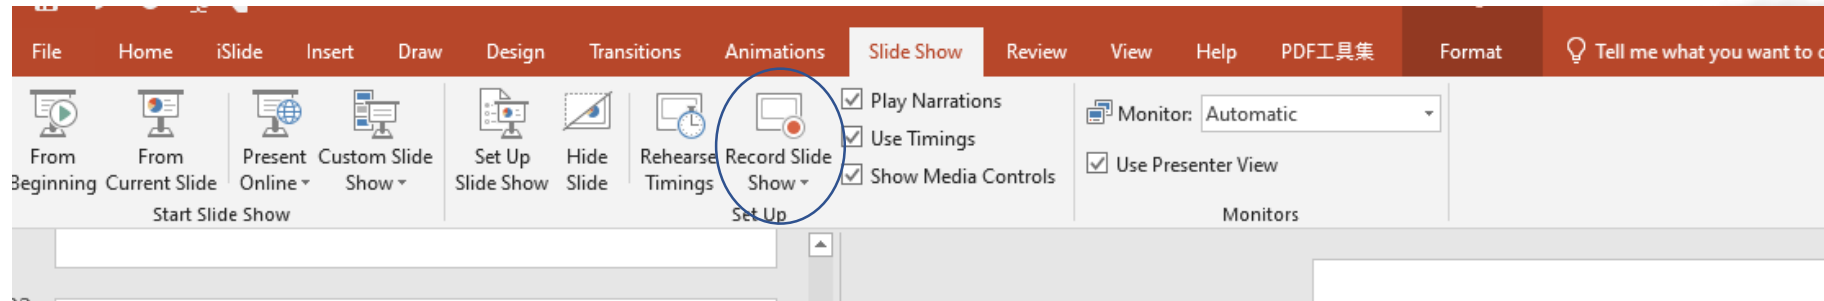 File Home iSlide Insert Draw Design Transitions Animations Slide Show Review View Help PDF工具集 Format Tell me what you want to
From Beginning
From Current Slide
Present Online
Custom Slide Show
Set Up Slide Show
Hide Slide
Rehearse Timings
Record Slide Show
Play Narrations
Use Timings
Show Media Controls
Monitor: Automatic
Use Presenter View
Start Slide Show
Set Up
Monitors